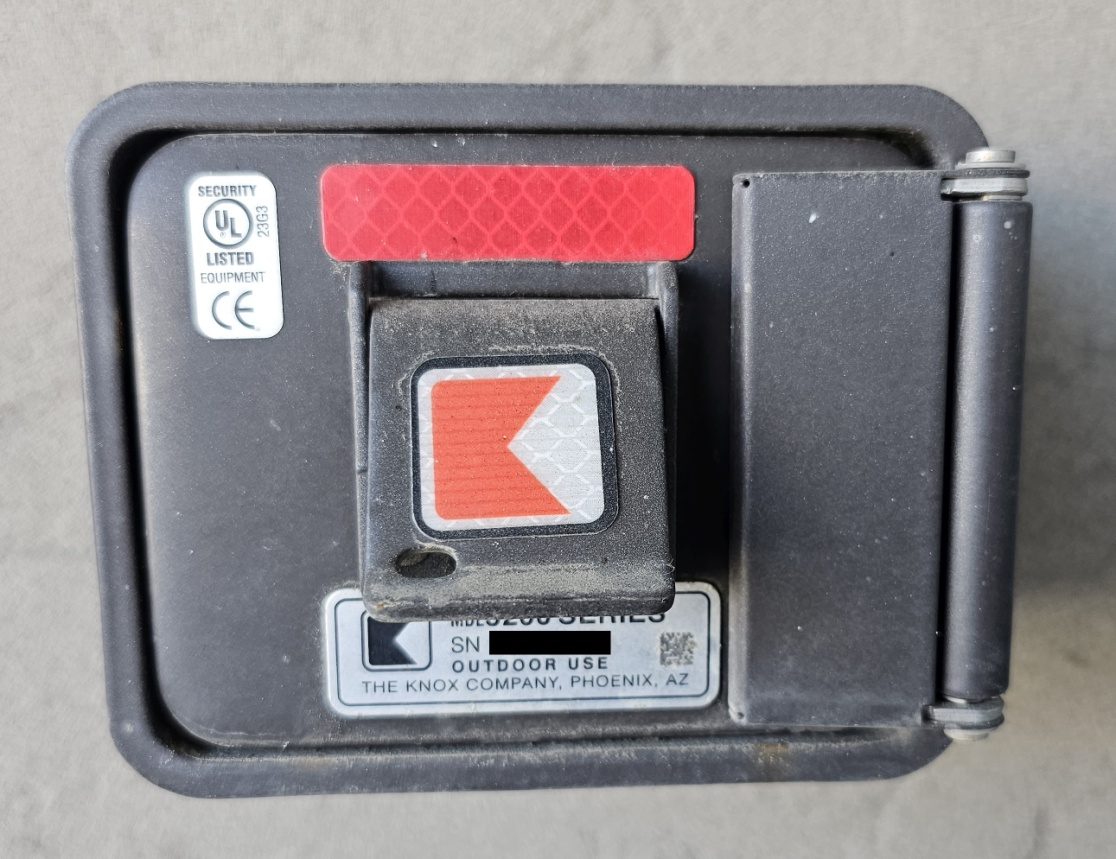 SECURITY
UL
23G3
LISTED
EQUIPMENT
CE
SERIES
SN
OUTDOOR USE
THE KNOX COMPANY, PHOENIX, AZ